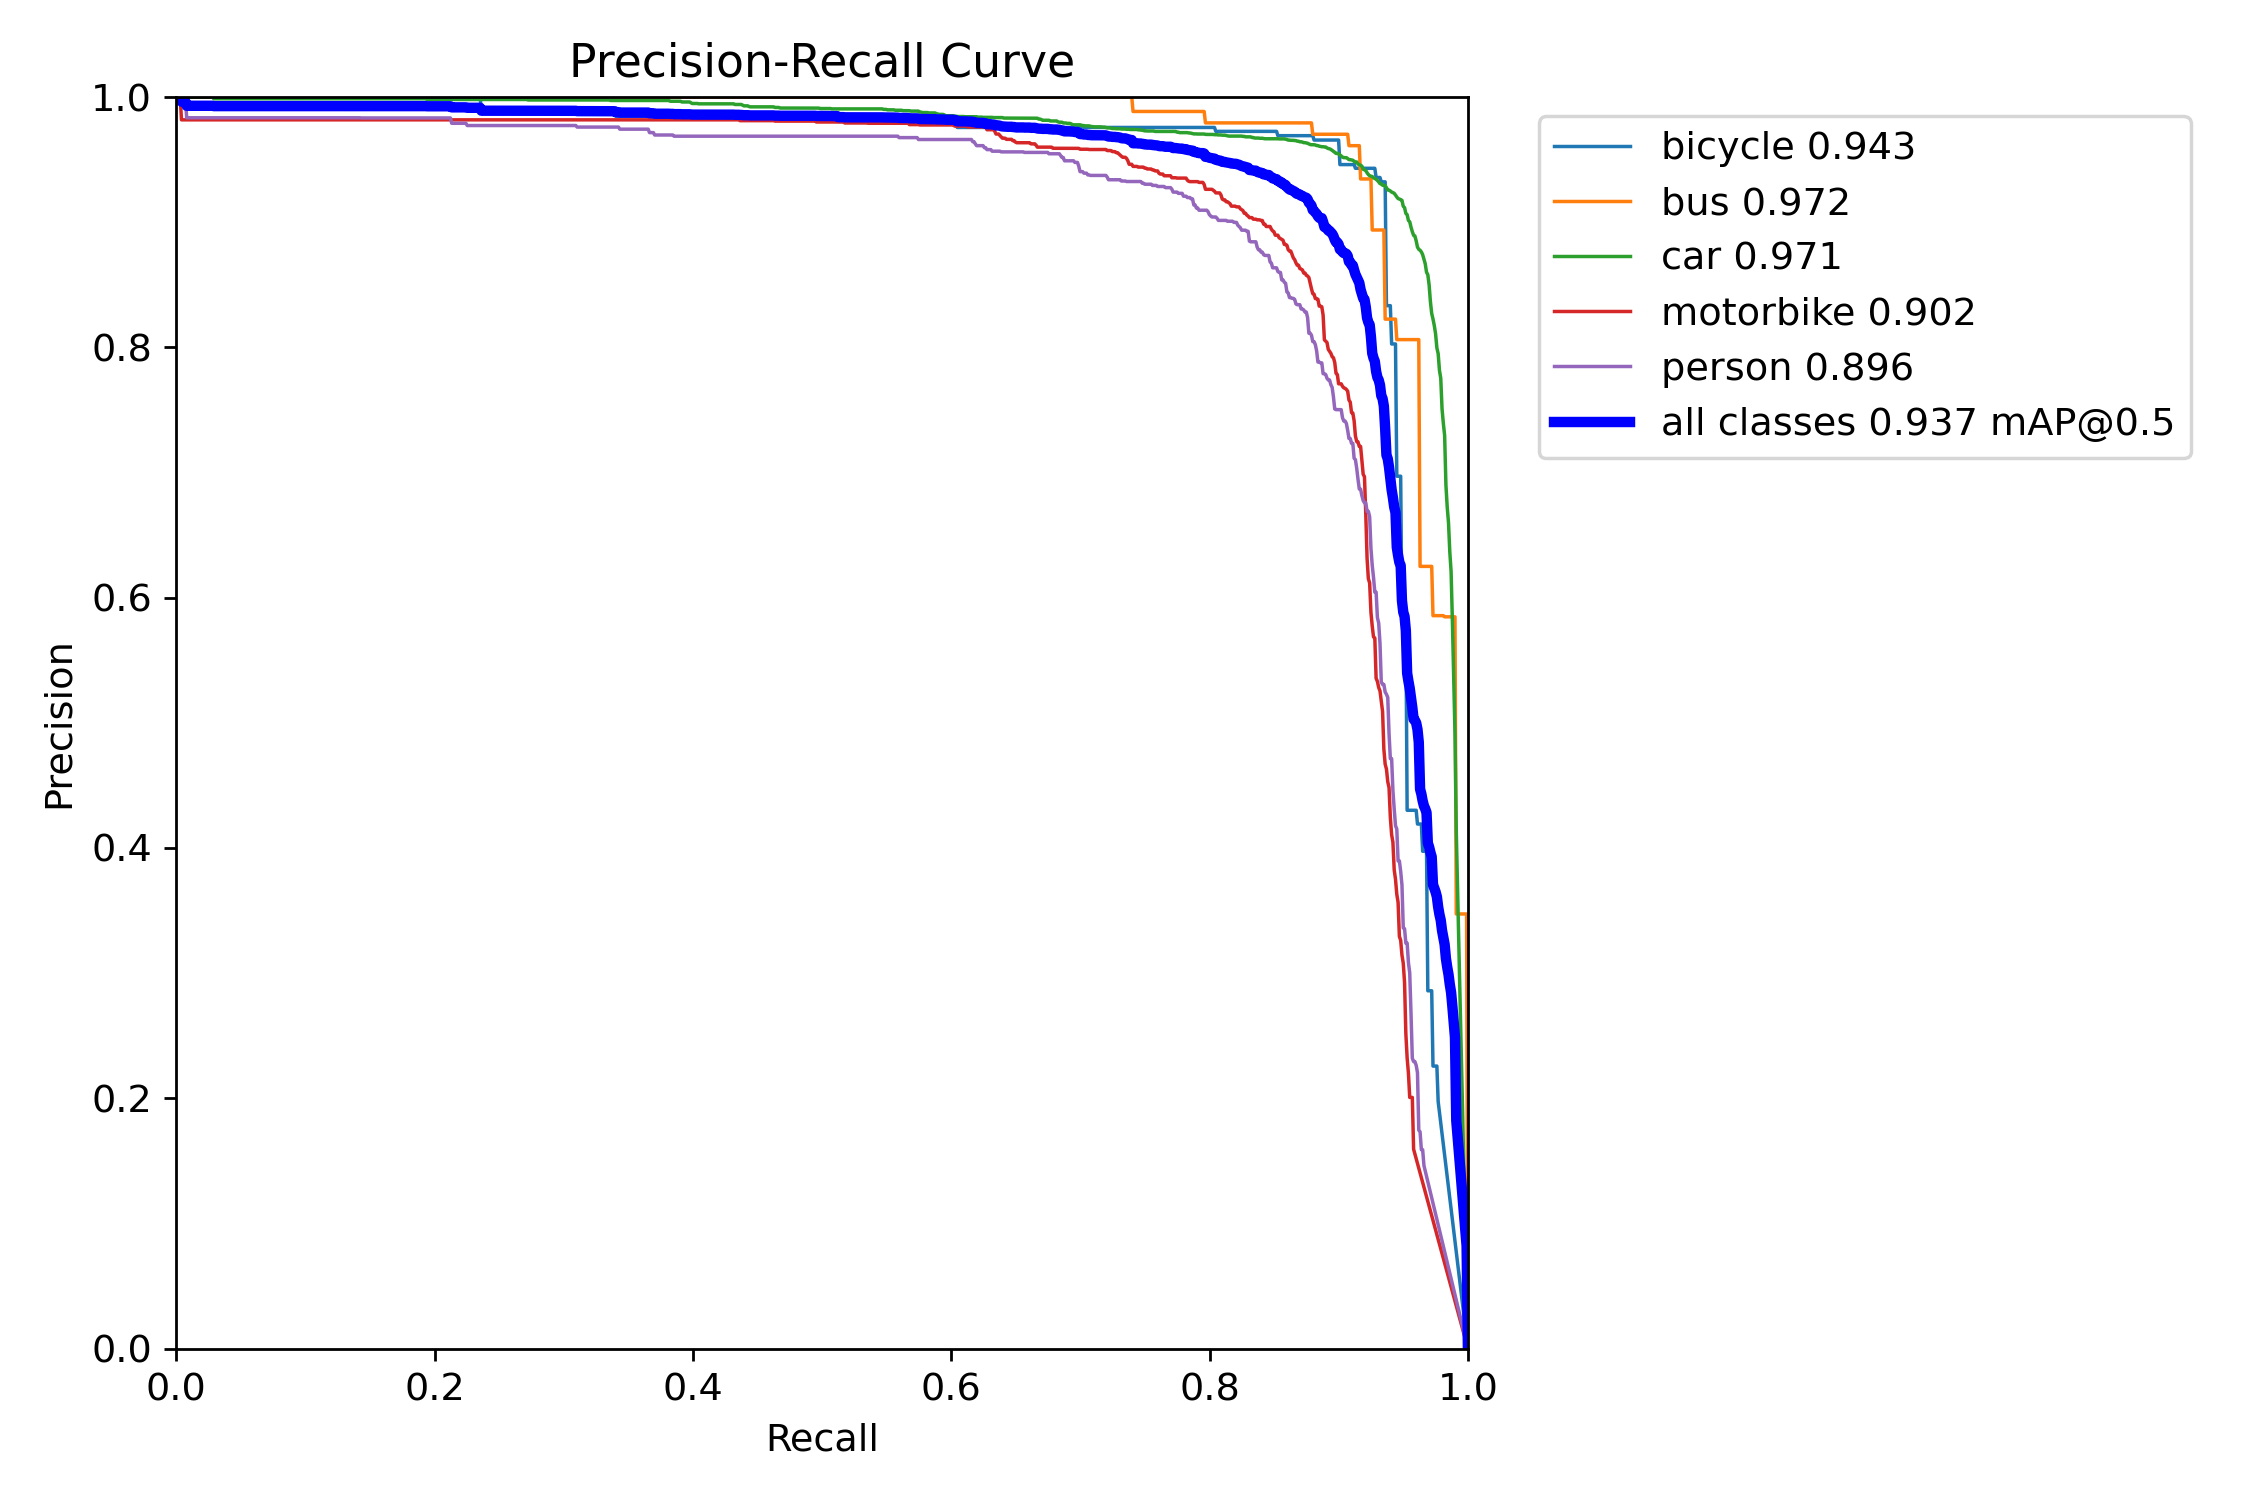 Precision-Recall Curve
1.0
0.8
0.6
0.4
0.2
0.0
Precision
0.0 0.2 0.4 0.6 0.8 1.0
Recall
bicycle 0.943
bus 0.972
car 0.971
motorbike 0.902
person 0.896
all classes 0.937 mAP@0.5